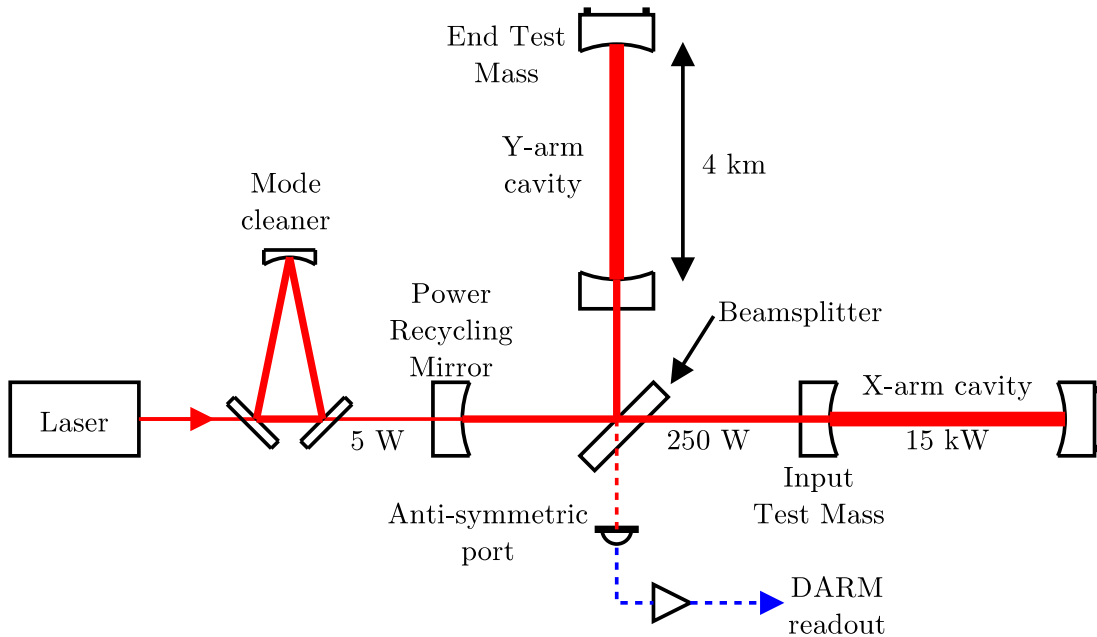 End Test
Mass
Y-arm
cavity
4 km
Mode
cleaner
Power
Recycling
Mirror
Beamsplitter
Laser
5 W
250 W
X-arm cavity
15 kW
Input
Test Mass
Anti-symmetric
port
DARM
readout